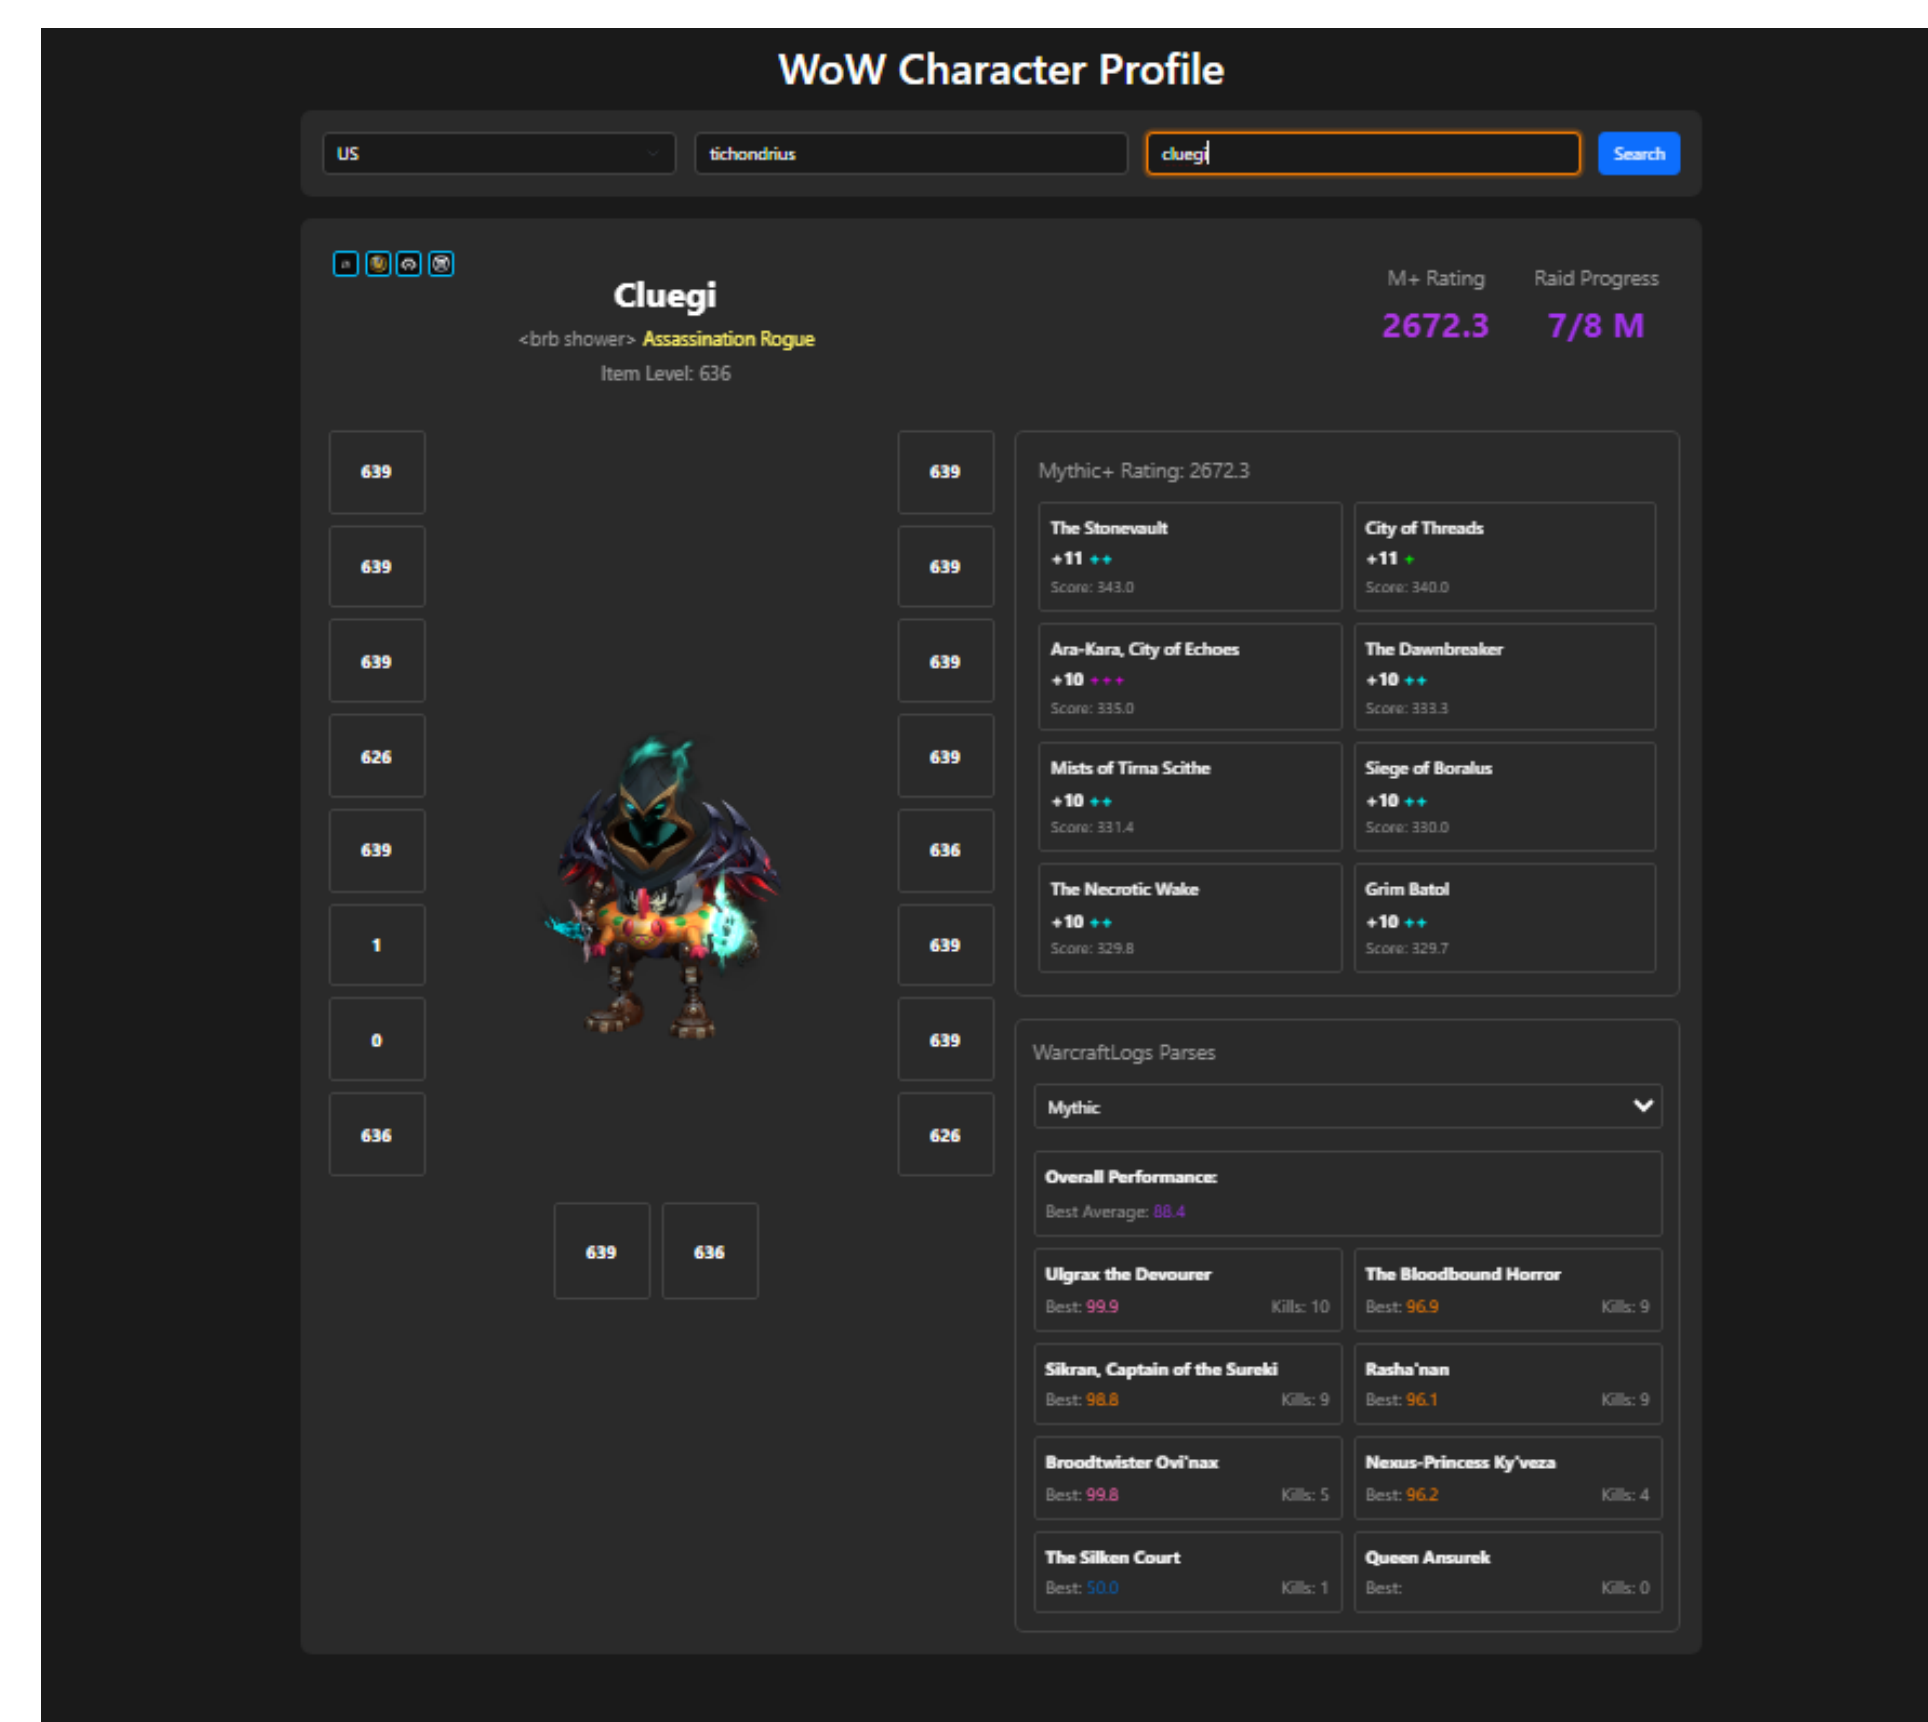 WoW Character Profile
US
tichondrius
cluegi
Search
Cluegi
<brb shower> Assassination Rogue
Item Level: 636
M+ Rating
2672.3
Raid Progress
7/8 M
639
639
639
626
639
1
0
636
639
639
639
639
636
639
639
626
639
636
Mythic+ Rating: 2672.3
The Stonevault
+11 ++
Score: 343.0
City of Threads
+11 +
Score: 340.0
Ara-Kara, City of Echoes
+10 +++
Score: 335.0
The Dawnbreaker
+10 ++
Score: 333.3
Mists of Tirna Scithe
+10 ++
Score: 331.4
Siege of Boralus
+10 ++
Score: 330.0
The Necrotic Wake
+10 ++
Score: 329.8
Grim Batol
+10 ++
Score: 329.7
WarcraftLogs Parses
Mythic
Overall Performance:
Best Average: 88.4
Ulgrax the Devourer
Best: 99.9 Kills: 10
The Bloodbound Horror
Best: 96.9 Kills: 9
Sikran, Captain of the Sureki
Best: 98.8 Kills: 9
Rasha'nan
Best: 96.1 Kills: 9
Broodtwister Ovi'nax
Best: 99.8 Kills: 5
Nexus-Princess Ky'veza
Best: 96.2 Kills: 4
The Silken Court
Best: 50.0 Kills: 1
Queen Ansurek
Best: Kills: 0